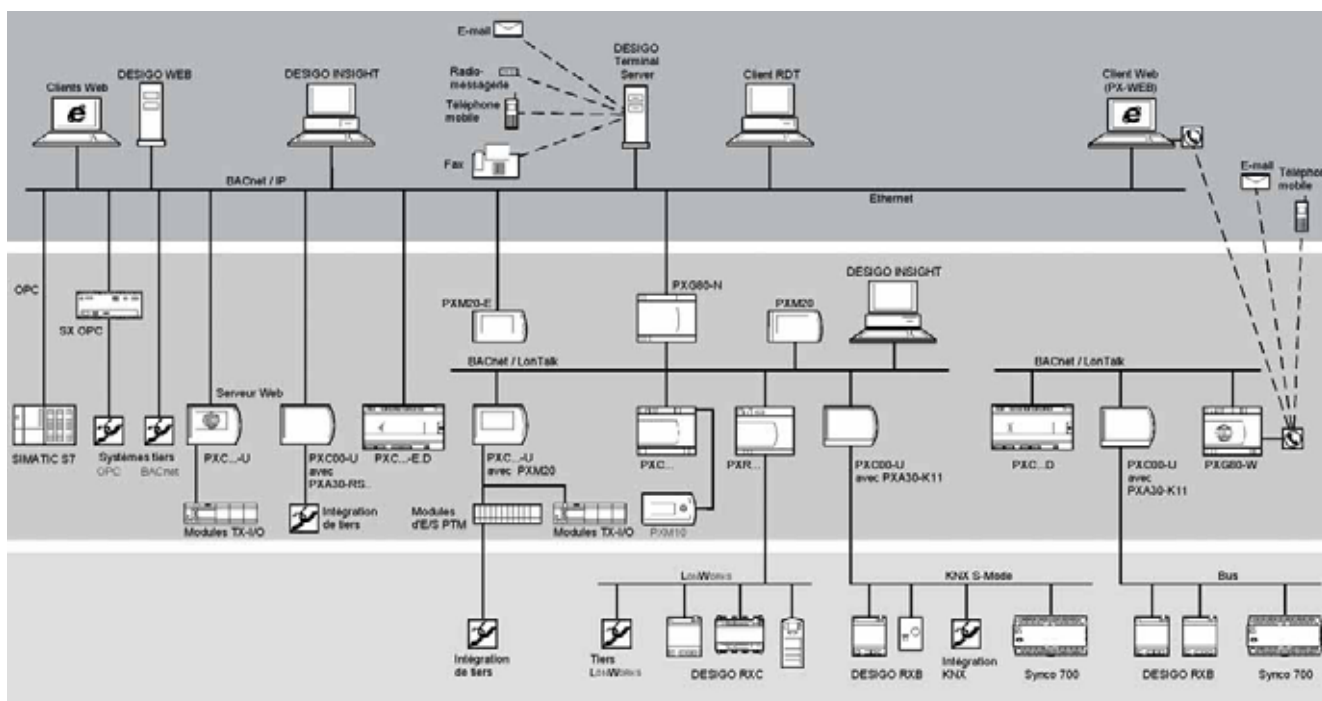 E-mail
DESIGO
Terminal
Server
Clients Web
DESIGO WEB
DESIGO INSIGHT
Radio-
messagerie
Téléphone
mobile
Fax
Client RDT
Client Web
(PX-WEB)
E-mail
Téléphon
mobile
BACnet / IP
Ethernet
OPC
SX OPC
PXM20-E
PXG80-N
PXM20
DESIGO INSIGHT
BACnet / LonTalk
BACnet / LonTalk
Serveur Web
SIMATIC S7
Systèmes tiers
OPC
BACnet
PXC...-U
PXC00-U
avec
PXA30-RS..
PXC...-E.D
PXC...-U
avec PXM20
PXC...
PXR...
PXC00-U
avec PXA30-K11
PXC...D
PXC00-U
avec
PXA30-K11
PXG80-W
Modules TX-I/O
Intégration
de tiers
Modules
d'E/S PTM
Modules TX-I/O
PXM10
LONWORKS
KNX S-Mode
Bus
Intégration
de tiers
Tiers
LONWORKS
DESIGO RXC
DESIGO RXB
Intégration
KNX
Synco 700
DESIGO RXB
Synco 700